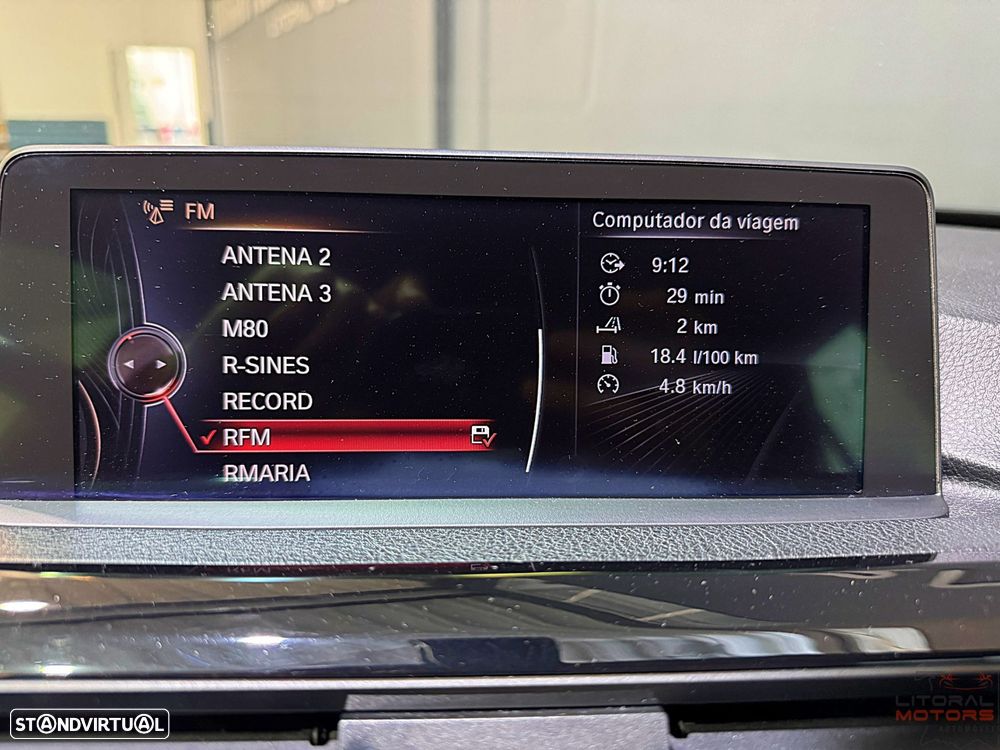 FM
ANTENA 2
ANTENA 3
M80
R-SINES
RECORD
RFM
RMARIA
Computador da viagem
9:12
29 min
2 km
18.4 l/100 km
4.8 km/h
STANDVIRTUAL
LITORAL
MOTORS